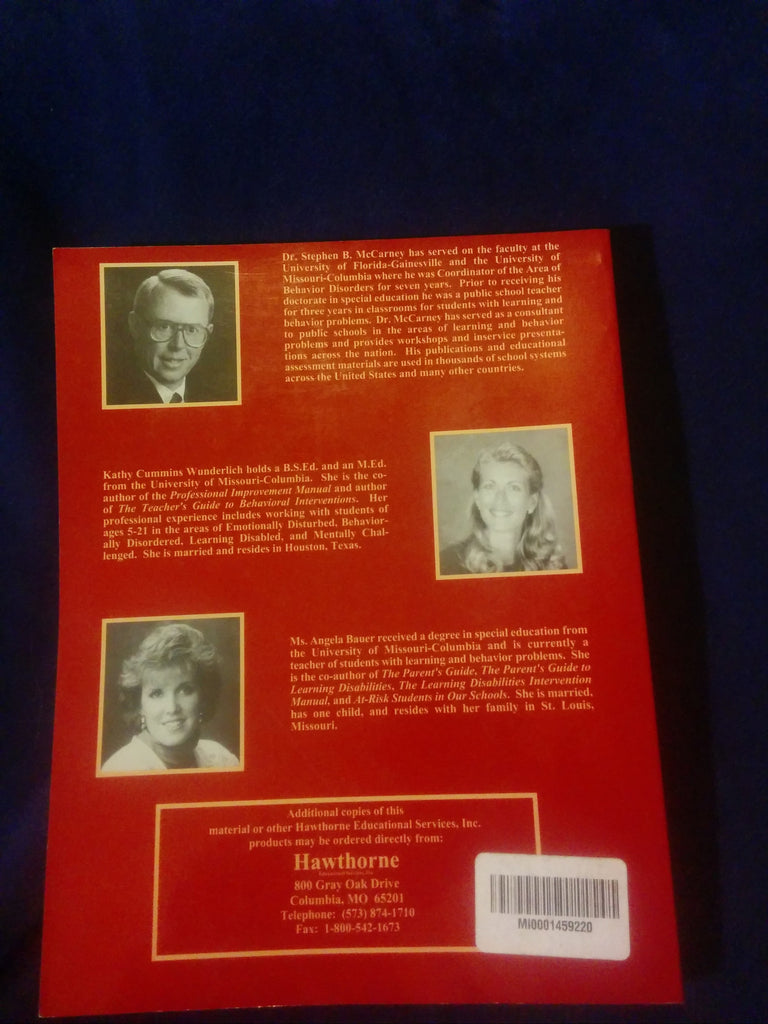 Dr. Stephen B. McCarney has served on the faculty at the
University of Florida-Gainesville and the University of
Missouri-Columbia where he was Coordinator of the Area of
Behavior Disorders for seven years. Prior to receiving his
doctorate in special education he was a public school teacher
for three years in classrooms for students with learning and
behavior problems. Dr. McCarney has served as a consultant
to public schools in the areas of learning and behavior
problems and provides workshops and inservice presenta-
tions across the nation. His publications and educational
assessment materials are used in thousands of school systems
across the United States and many other countries.
Kathy Cummins Wunderlich holds a B.S.Ed. and an M.Ed.
from the University of Missouri-Columbia. She is the co-
author of the Professional Improvement Manual and author
of The Teacher's Guide to Behavioral Interventions. Her
professional experience includes working with students of
ages 5-21 in the areas of Emotionally Disturbed, Behavior-
ally Disordered, Learning Disabled, and Mentally Chal-
lenged. She is married and resides in Houston, Texas.
Ms. Angela Bauer received a degree in special education from
the University of Missouri-Columbia and is currently a
teacher of students with learning and behavior problems. She
is the co-author of The Parent's Guide, The Parent's Guide to
Learning Disabilities, The Learning Disabilities Intervention
Manual, and At-Risk Students in Our Schools. She is married,
has one child, and resides with her family in St. Louis,
Missouri.
Additional copies of this
material or other Hawthorne Educational Services, Inc.
products may be ordered directly from:
Hawthorne
Educational Services, Inc.
800 Gray Oak Drive
Columbia, MO 65201
Telephone: (573) 874-1710
Fax: 1-800-542-1673
MI0001459220